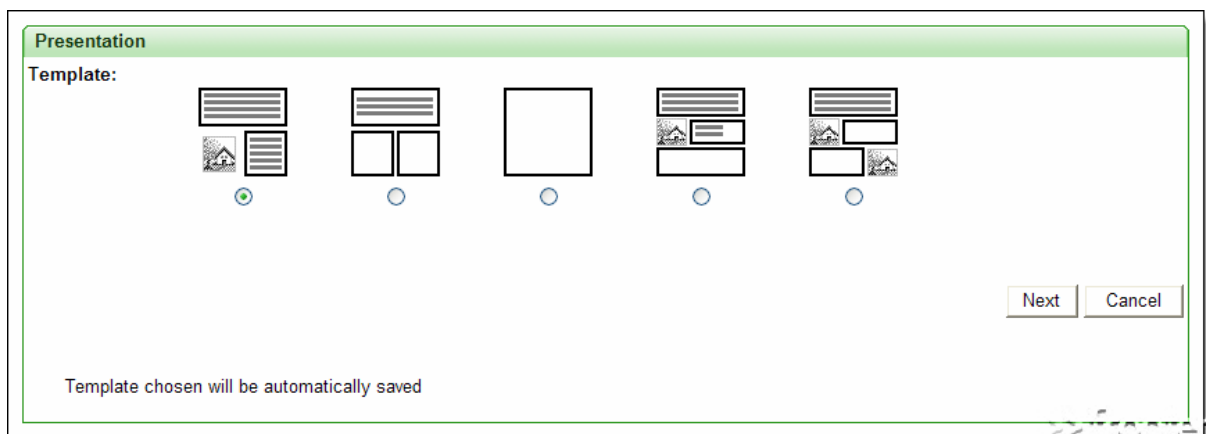 Presentation
Template:
Next Cancel
Template chosen will be automatically saved